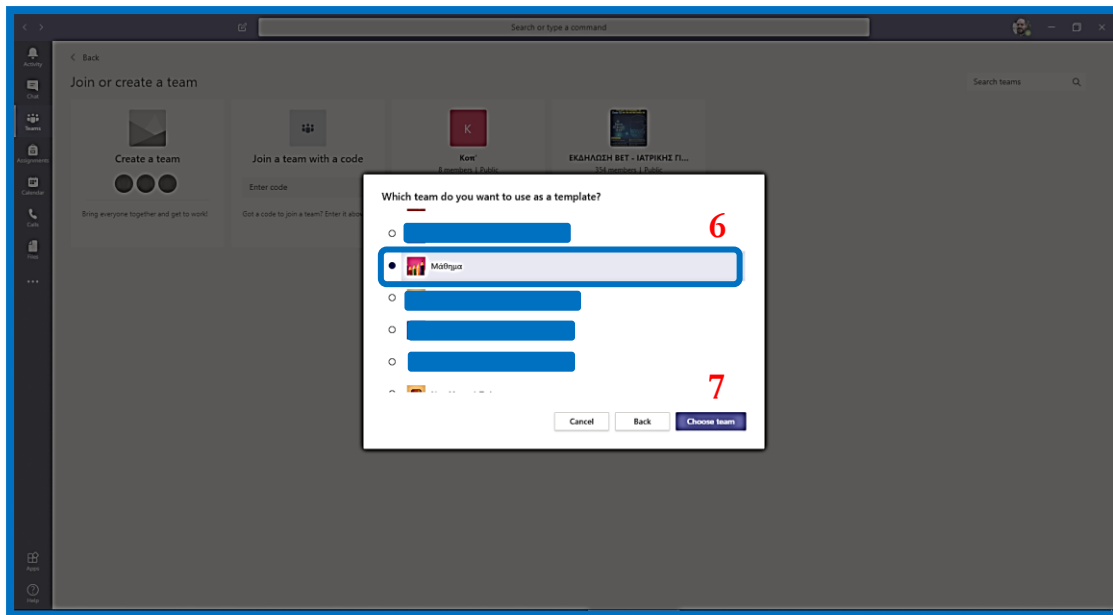 Search or type a command
Activity
Chat
Teams
Assignments
Calendar
Calls
Files
Apps
Help
Back
Join or create a team
Search teams
Create a team
Bring everyone together and get to work!
Join a team with a code
Enter code
Got a code to join a team? Enter it above
K
Κοπ'
8 members | Public
ΕΚΔΗΛΩΣΗ ΒΕΤ - ΙΑΤΡΙΚΗΣ ΓΙ...
354 members | Public
Which team do you want to use as a template?
6
Μάθημα
7
Cancel
Back
Choose team